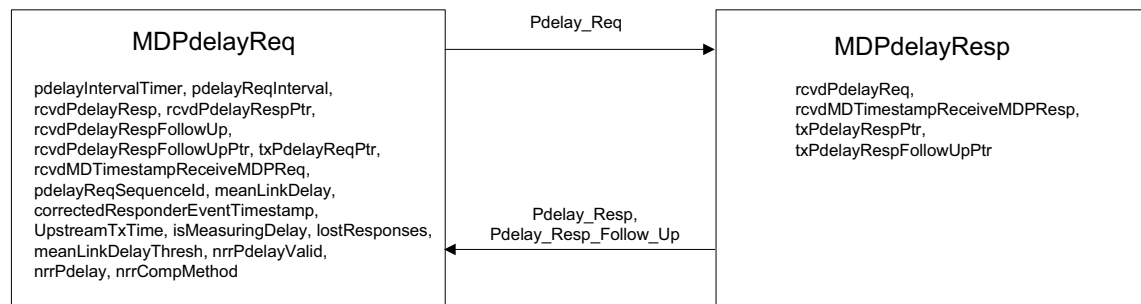 MDPdelayReq
pdelayIntervalTimer, pdelayReqInterval,
rcvdPdelayResp, rcvdPdelayRespPtr,
rcvdPdelayRespFollowUp,
rcvdPdelayRespFollowUpPtr, txPdelayReqPtr,
rcvdMDTimestampReceiveMDPReq,
pdelayReqSequenceId, meanLinkDelay,
correctedResponderEventTimestamp,
UpstreamTxTime, isMeasuringDelay, lostResponses,
meanLinkDelayThresh, nrrPdelayValid,
nrrPdelay, nrrCompMethod
Pdelay_Req
Pdelay_Resp,
Pdelay_Resp_Follow_Up
MDPdelayResp
rcvdPdelayReq,
rcvdMDTimestampReceiveMDPResp,
txPdelayRespPtr,
txPdelayRespFollowUpPtr